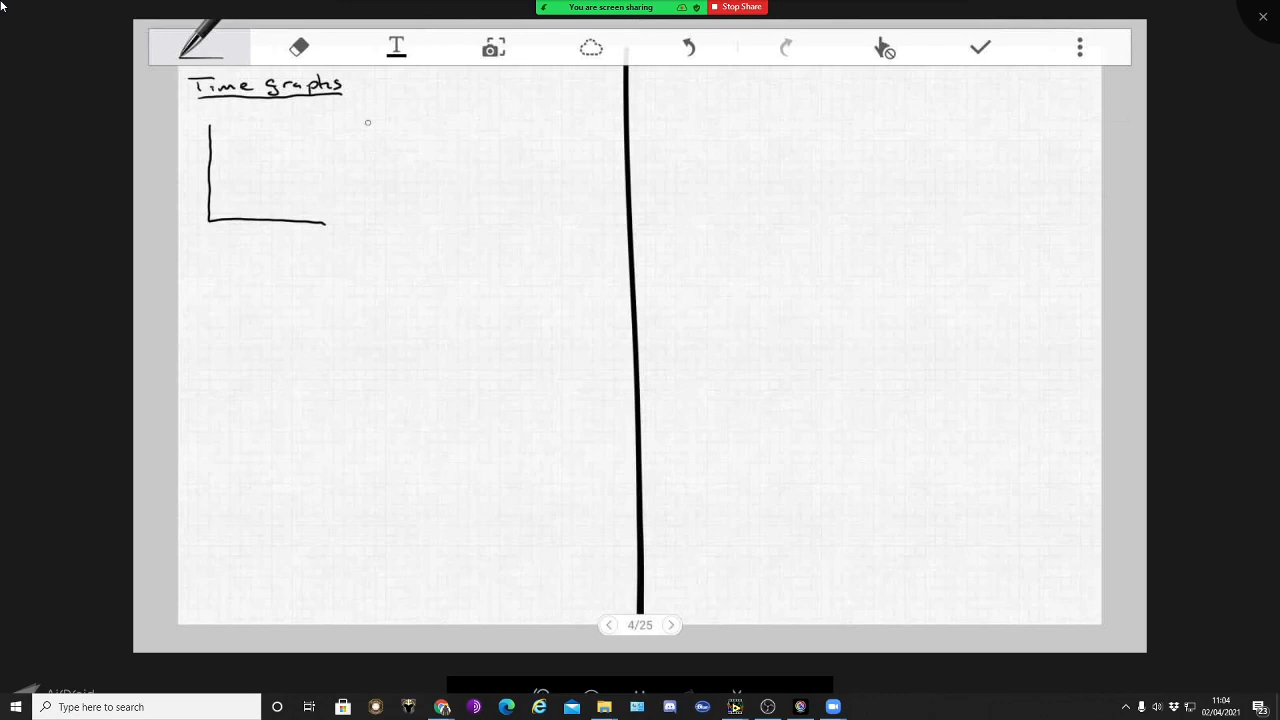 You are screen sharing
Stop Share
T
Time graphs
4/25
AirDroid
Type here to search
11:04
02/04/2021